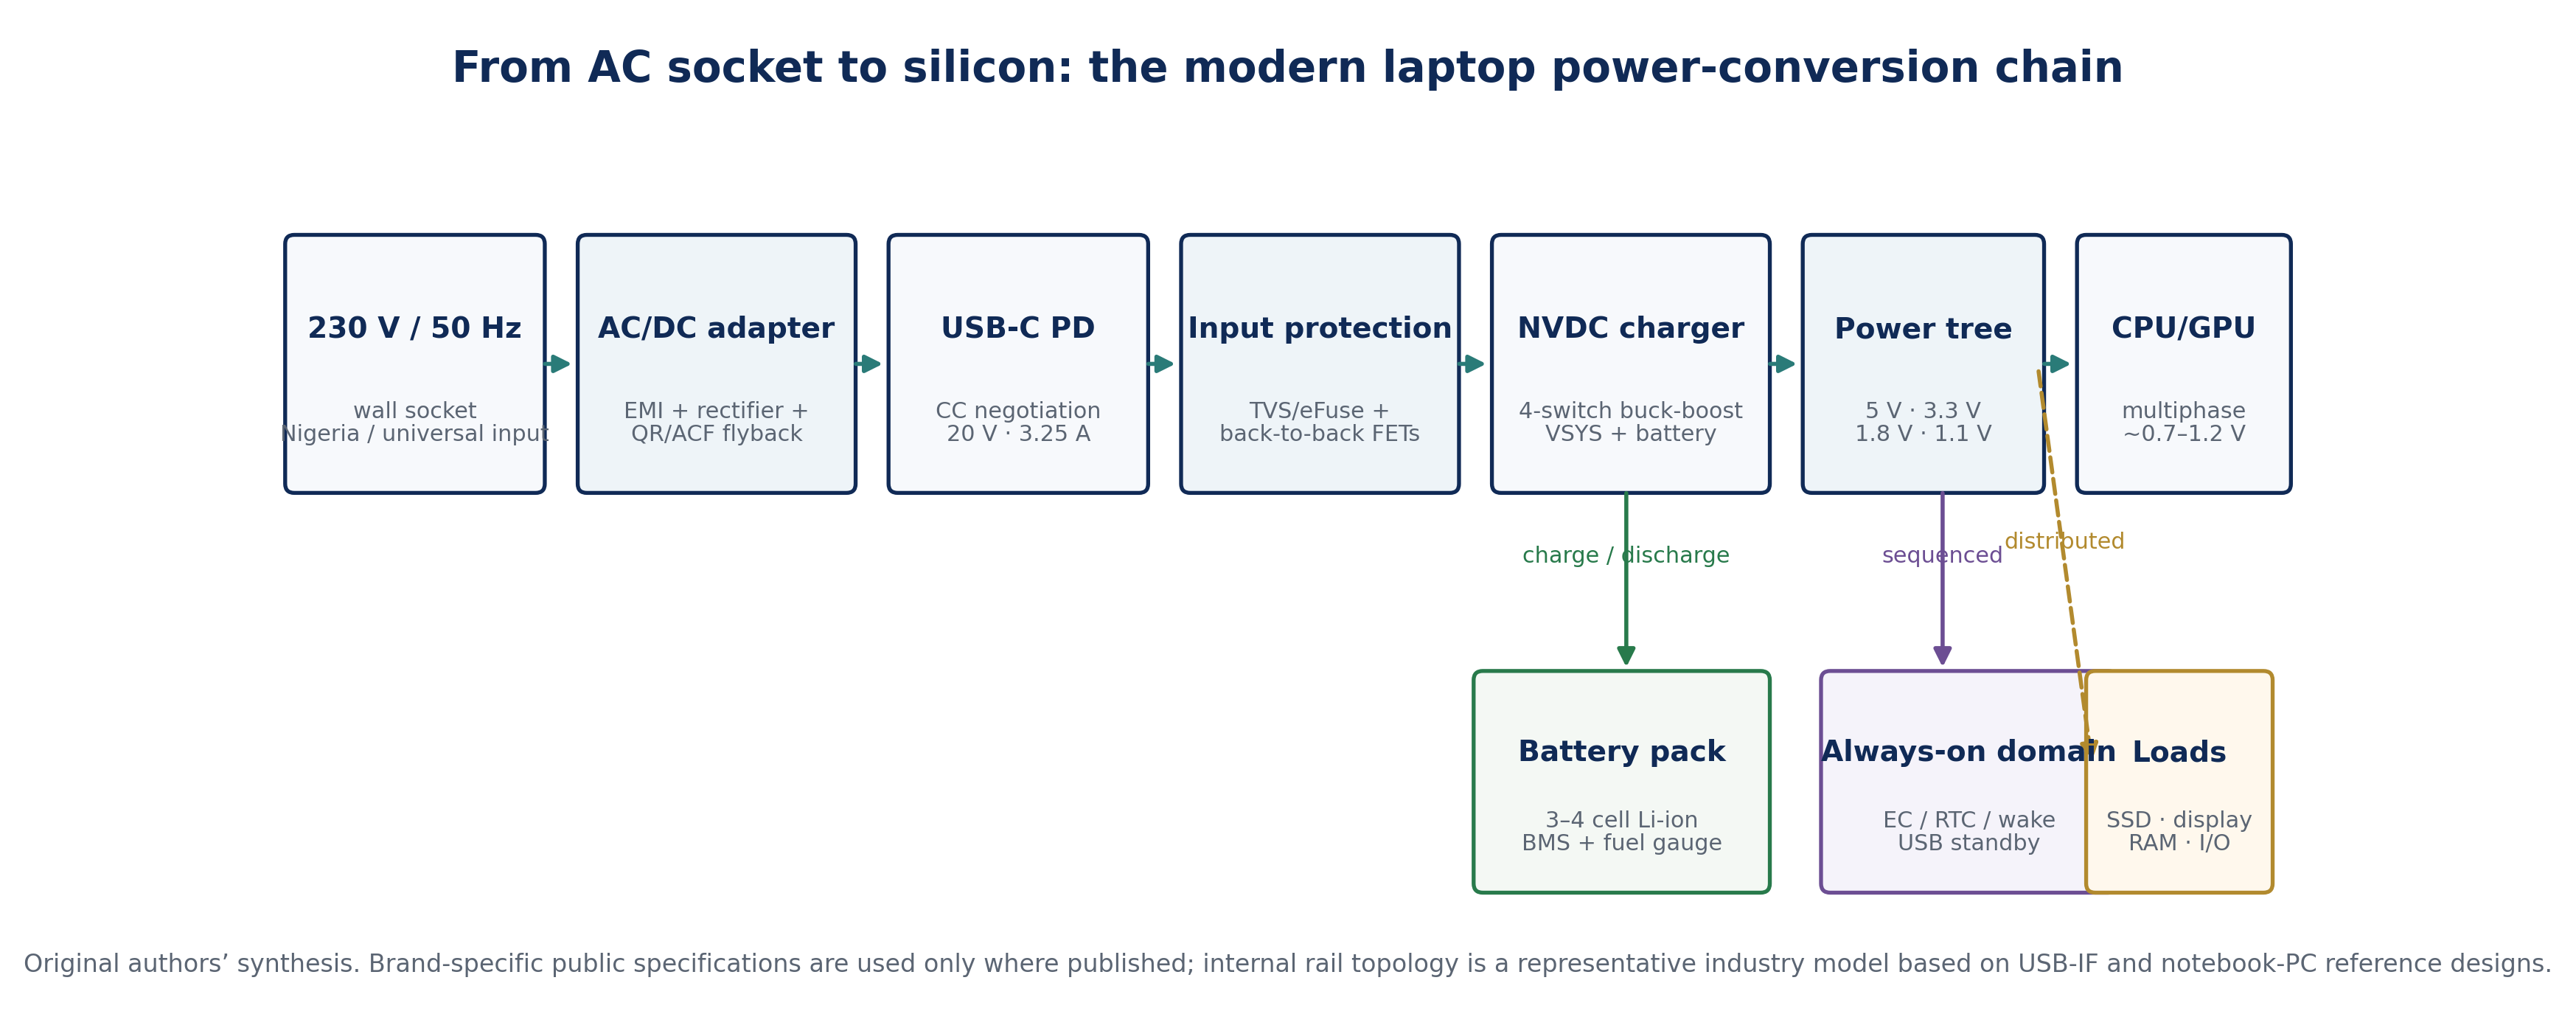 From AC socket to silicon: the modern laptop power-conversion chain
230 V / 50 Hz
wall socket
Nigeria / universal input
AC/DC adapter
EMI + rectifier +
QR/ACF flyback
USB-C PD
CC negotiation
20 V · 3.25 A
Input protection
TVS/eFuse +
back-to-back FETs
NVDC charger
4-switch buck-boost
VSYS + battery
Power tree
5 V · 3.3 V
1.8 V · 1.1 V
CPU/GPU
multiphase
~0.7–1.2 V
charge / discharge
sequenced
distributed
Battery pack
3–4 cell Li-ion
BMS + fuel gauge
Always-on domain
EC / RTC / wake
USB standby
Loads
SSD · display
RAM · I/O
Original authors’ synthesis. Brand-specific public specifications are used only where published; internal rail topology is a representative industry model based on USB-IF and notebook-PC reference designs.